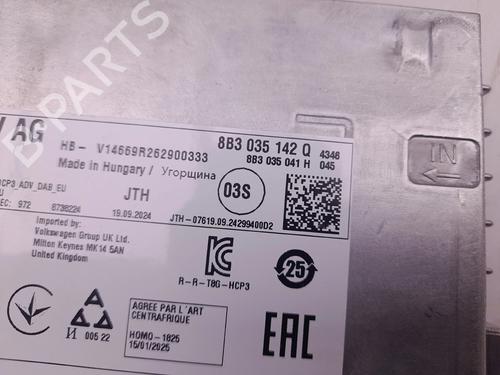 B PARTS
AG
HB- V14669R262900333
8B3 035 142 Q 4346
8B3 035 041 H 045
Made in Hungary / Угорщина
HCP3_ADV_DAB_EU
JTH
03S
EC: 972 8736224
19.09.2024
JTH-07619.09.24299400D2
IN
Imported by:
Volkswagen Group UK Ltd.
Milton Keynes MK14 5AN
United Kingdom
R-R-T8G-HCP3
25
И 005 22
AGREE PAR L'ART
CENTRAFRIQUE
HOMO-1825
15/01/2025
EAC